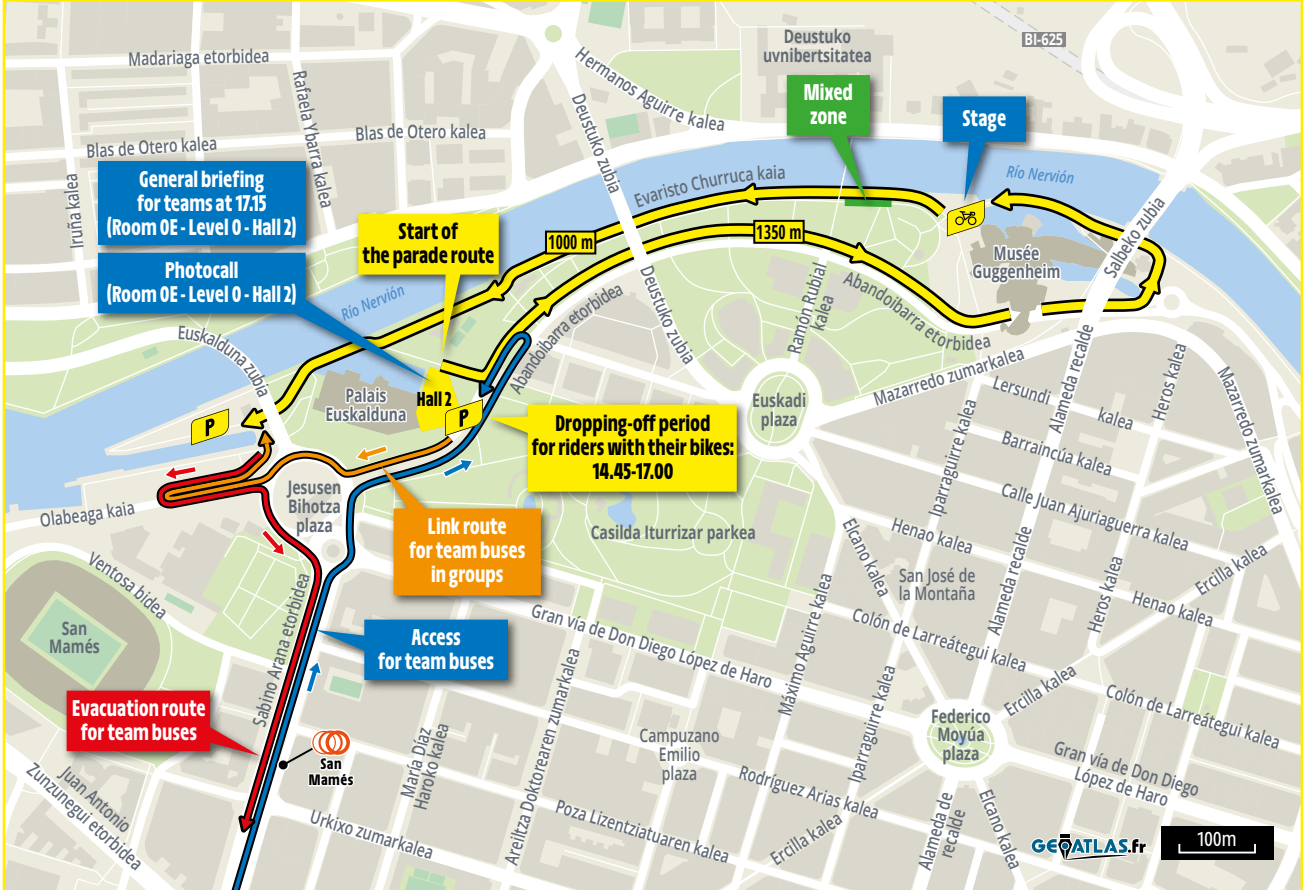 Madariaga etorbidea
Rafaela Ybarra kalea
Blas de Otero kalea
Blas de Otero kalea
Iruña kalea
Hermanos Aguirre kalea
Deustuko zubia
Deustuko
uvnibertsitatea
BI-625
Mixed
zone
Stage
General briefing
for teams at 17.15
(Room 0E - Level 0 - Hall 2)
Photocall
(Room 0E - Level 0 - Hall 2)
Start of
the parade route
Evaristo Churruca kaia
Río Nervión
1000 m
1350 m
Musée
Guggenheim
Salbeko zubia
Río Nervión
Euskalduna zubia
Deustuko zubia
Abandoibarra etorbidea
Ramón Rubial
kalea
Abandoibarra etorbidea
Mazarredo zumarkalea
Alameda recalde
Heros kalea
Mazarredo zumarkalea
Lersundi
kalea
Palais
Euskalduna
Hall 2
P
P
Euskadi
plaza
Dropping-off period
for riders with their bikes:
14.45-17.00
Barraincúa kalea
Iparraguirre kalea
Calle Juan Ajuriaguerra kalea
Jesusen
Bihotza
plaza
Olabeaga kaia
Link route
for team buses
in groups
Casilda Iturrizar parkea
Elcano kalea
Henao kalea
Alameda recalde
Ercilla kalea
San José de
la Montaña
Heros kalea
Henao kalea
Ventosa bidea
San
Mamés
Sabino Arana etorbidea
Access
for team buses
Gran vía de Don Diego López de Haro
Máximo Aguirre kalea
Colón de Larreátegui kalea
Iparraguirre kalea
Ercilla kalea
Colón de Larreátegui kalea
Evacuation route
for team buses
San
Mamés
María Díaz
Haroko kalea
Areiltza Doktorearen zumarkalea
Campuzano
Emilio
plaza
Federico
Moyúa
plaza
Gran vía de Don Diego
López de Haro
Rodríguez Arias kalea
Juan Antonio
Zunzunegui etorbidea
Urkixo zumarkalea
Poza Lizentziatuaren kalea
Ercilla kalea
Alameda de
recalde
Elcano kalea
GEOATLAS.fr
100m